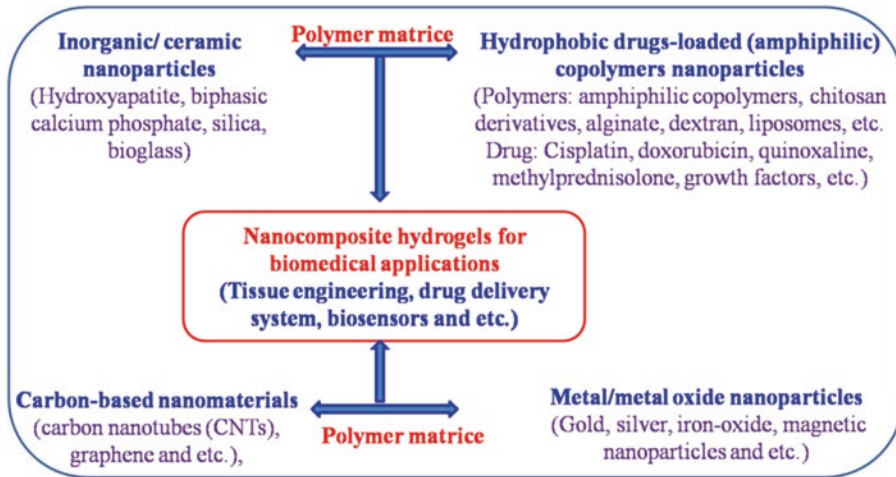 Inorganic/ ceramic
nanoparticles
(Hydroxyapatite, biphasic
calcium phosphate, silica,
bioglass)
Polymer matrice
Hydrophobic drugs-loaded (amphiphilic)
copolymers nanoparticles
(Polymers: amphiphilic copolymers, chitosan
derivatives, alginate, dextran, liposomes, etc.
Drug: Cisplatin, doxorubicin, quinoxaline,
methylprednisolone, growth factors, etc.)
Nanocomposite hydrogels for
biomedical applications
(Tissue engineering, drug delivery
system, biosensors and etc.)
Carbon-based nanomaterials
(carbon nanotubes (CNTs),
graphene and etc.),
Polymer matrice
Metal/metal oxide nanoparticles
(Gold, silver, iron-oxide, magnetic
nanoparticles and etc.)